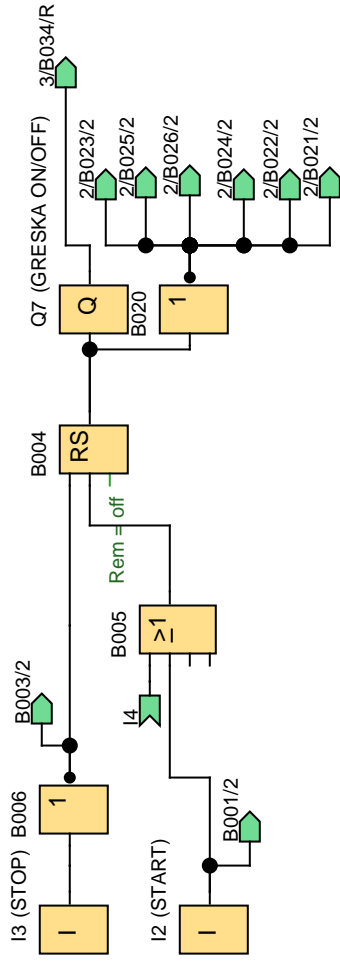 I3 (STOP)
I
B006
1
B003/2
I2 (START)
I
B001/2
I4
B005
≥1
Rem = off
B004
RS
Q7 (GRESKA ON/OFF)
Q
B020
1
3/B034/R
2/B023/2
2/B025/2
2/B026/2
2/B024/2
2/B022/2
2/B021/2